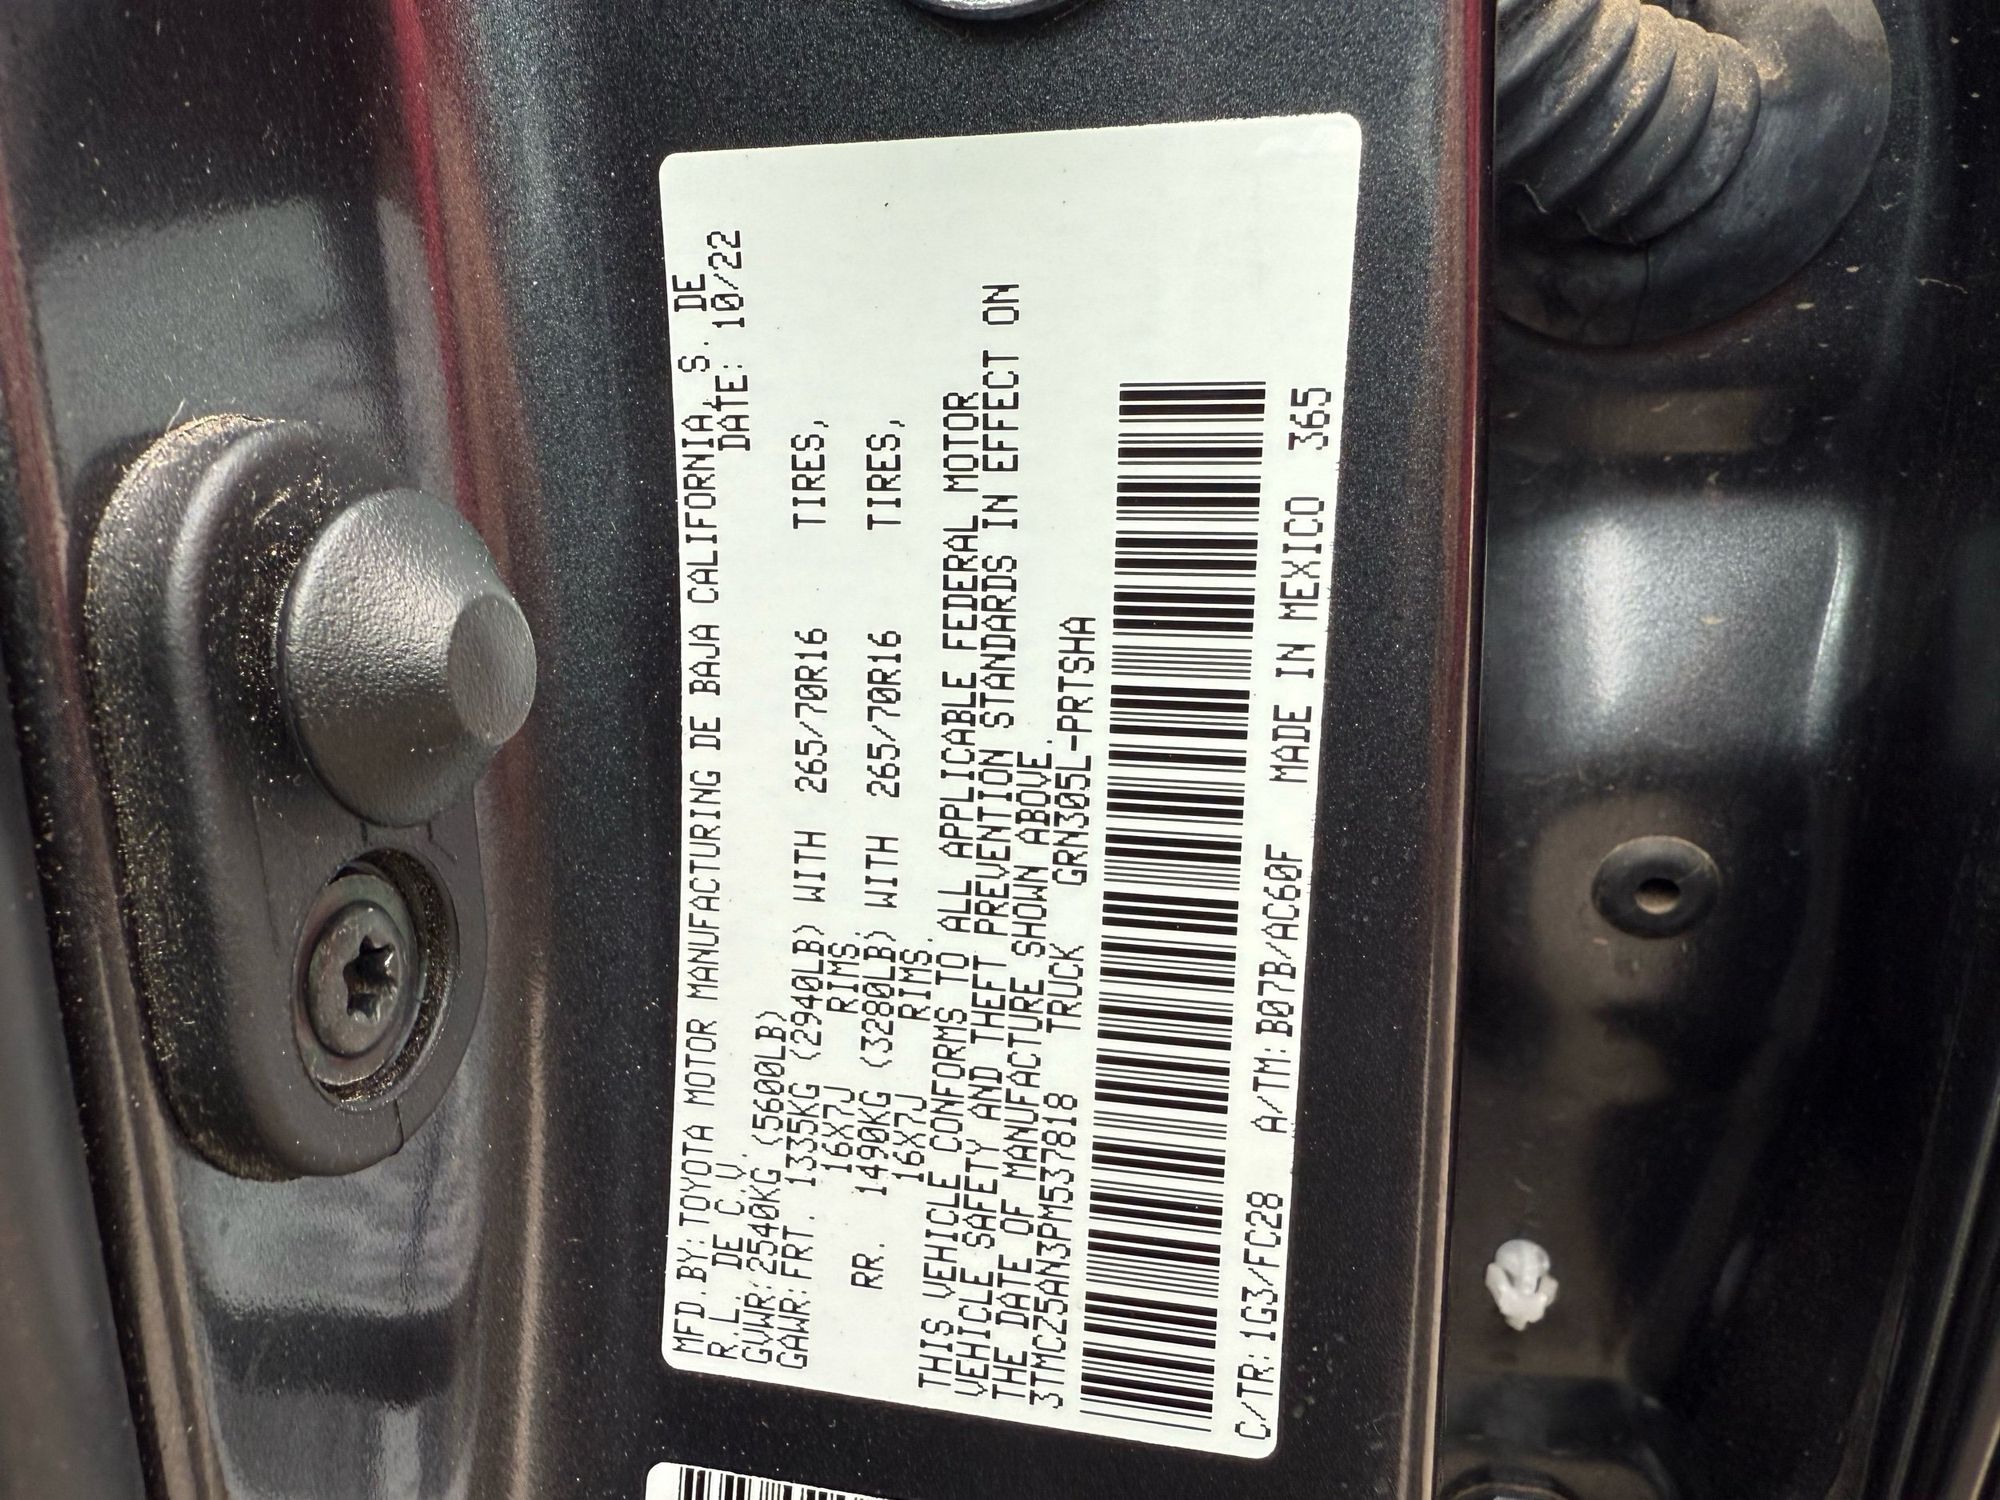 MFD.BY:TOYOTA MOTOR MANUFACTURING DE BAJA CALIFORNIA, S. DE
R.L. DE C.V. DATE: 10/22
GVWR:2540KG (5600LB)
GAWR:FRT. 1335KG (2940LB) WITH 265/70R16 TIRES,
16X7J RIMS.
RR. 1490KG (3280LB) WITH 265/70R16 TIRES,
16X7J RIMS.
THIS VEHICLE CONFORMS TO ALL APPLICABLE FEDERAL MOTOR
VEHICLE SAFETY AND THEFT PREVENTION STANDARDS IN EFFECT ON
THE DATE OF MANUFACTURE SHOWN ABOVE.
3TMCZ5AN3PM537818 TRUCK GRN305L-PRTSHA
C/TR:1G3/FC28 A/TM:B07B/AC60F MADE IN MEXICO 365